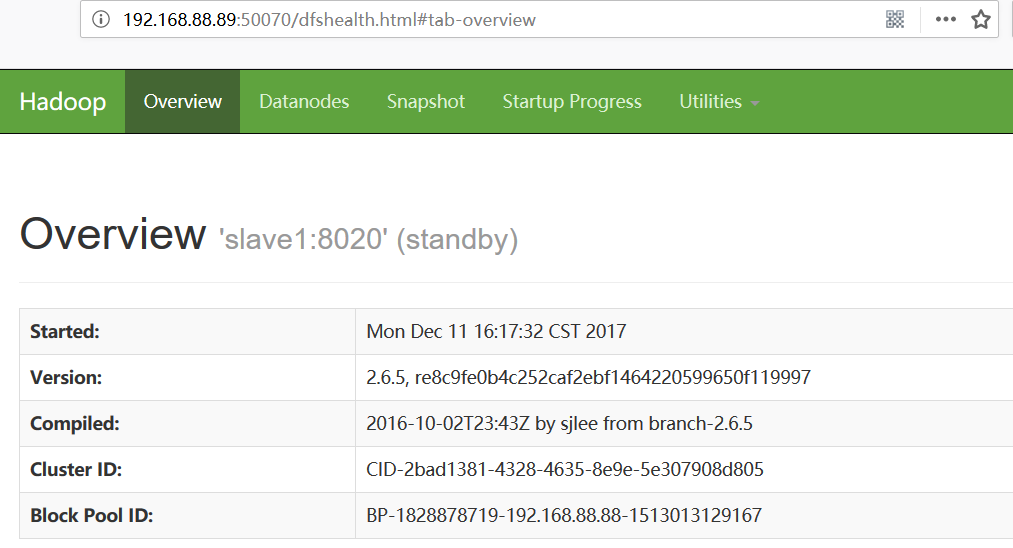 192.168.88.89:50070/dfshealth.html#tab-overview
Hadoop Overview Datanodes Snapshot Startup Progress Utilities
Overview 'slave1:8020' (standby)
Started: Mon Dec 11 16:17:32 CST 2017
Version: 2.6.5, re8c9fe0b4c252caf2ebf1464220599650f119997
Compiled: 2016-10-02T23:43Z by sjlee from branch-2.6.5
Cluster ID: CID-2bad1381-4328-4635-8e9e-5e307908d805
Block Pool ID: BP-1828878719-192.168.88.88-1513013129167